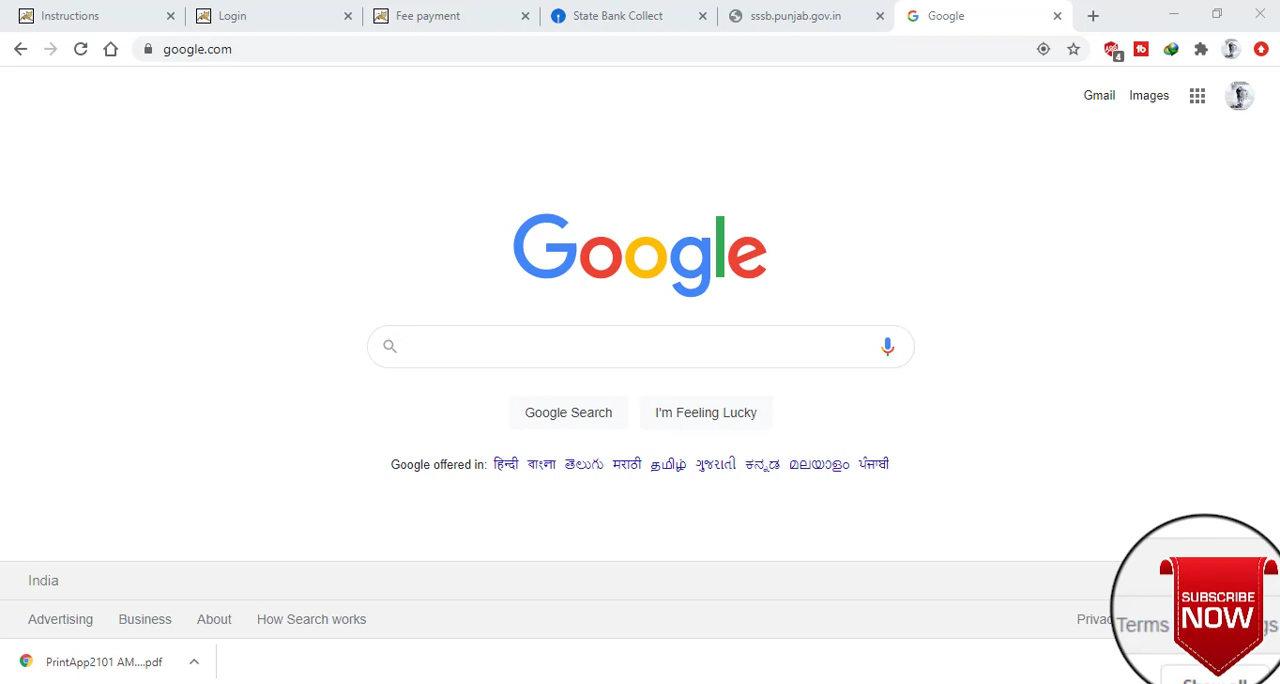 Instructions
Login
Fee payment
State Bank Collect
sssb.punjab.gov.in
Google
google.com
4
Gmail Images
Google
Google Search
I'm Feeling Lucky
Google offered in: हिन्दी বাংলা తెలుగు मराठी தமிழ் ગુજરાતી ಕನ್ನಡ മലയാളം ਪੰਜਾਬੀ
India
Advertising Business About How Search works
Terms
SUBSCRIBE
NOW
PrintApp2101 AM....pdf